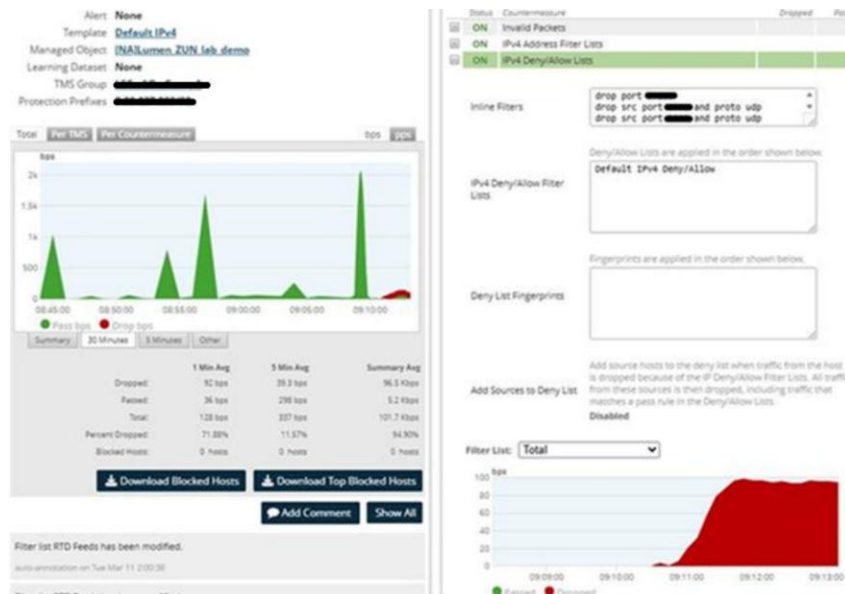 Alert None
Template Default IPv4
Managed Object [NA]Lumen ZUN lab demo
Learning Dataset None
TMS Group
Protection Prefixes
Total Per TMS Per Countermeasure bps pps
bps
2k
1.5k
1k
500
0
08:45:00 08:50:00 08:55:00 09:00:00 09:05:00 09:10:00
Pass bps Drop bps
Summary 30 Minutes 5 Minutes Other
1 Min Avg 5 Min Avg Summary Avg
Dropped: 92 bps 39.3 bps 96.5 Kbps
Passed: 36 bps 298 bps 5.2 Kbps
Total: 128 bps 337 bps 101.7 Kbps
Percent Dropped: 71.88% 11.57% 94.90%
Blocked Hosts: 0 hosts 0 hosts 0 hosts
Download Blocked Hosts Download Top Blocked Hosts
Add Comment Show All
Filter list RTD Feeds has been modified.
auto-annotation on Tue Mar 11 2:00:38
Status Countermeasure Dropped
ON Invalid Packets
ON IPv4 Address Filter Lists
ON IPv4 Deny/Allow Lists
Inline Filters
drop port
drop src port and proto udp
drop src port and proto udp
Deny/Allow Lists are applied in the order shown below.
IPv4 Deny/Allow Filter Lists
Default IPv4 Deny/Allow
Fingerprints are applied in the order shown below.
Deny List Fingerprints
Add Sources to Deny List
Add source hosts to the deny list when traffic from the host
is dropped because of the IP Deny/Allow Filter Lists. All traffic
from these sources is then dropped, including traffic that
matches a pass rule in the Deny/Allow Lists.
Disabled
Filter List: Total
bps
100
80
60
40
20
0
09:09:00 09:10:00 09:11:00 09:12:00 09:13:00
Passed Dropped